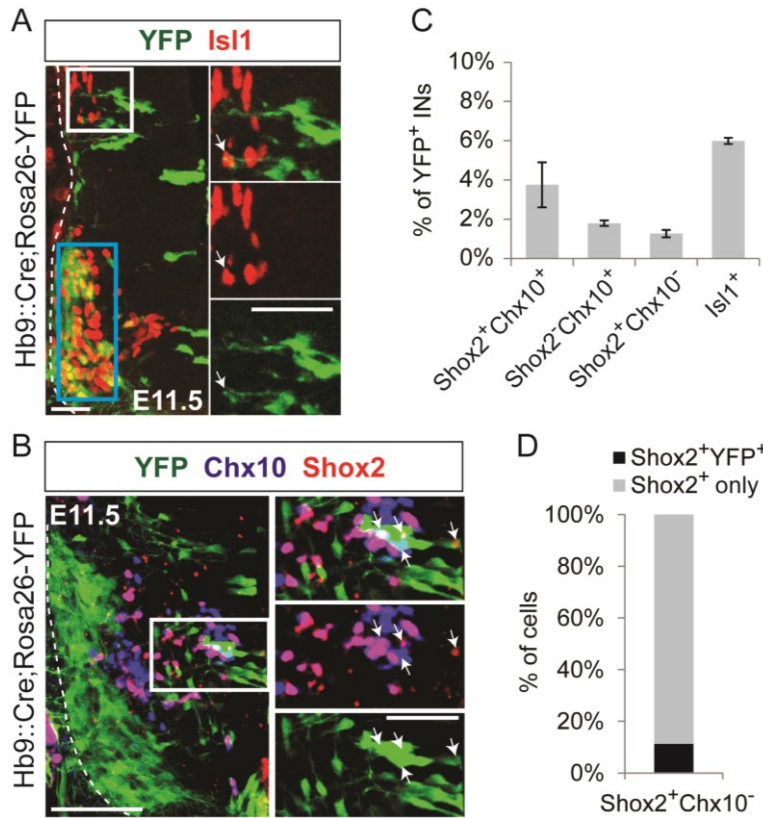 A
YFP Isl1
Hb9::Cre;Rosa26-YFP
E11.5
B
YFP Chx10 Shox2
Hb9::Cre;Rosa26-YFP
E11.5
C
% of YFP⁺ INs
10%
8%
6%
4%
2%
0%
Shox2⁺Chx10⁺
Shox2⁻Chx10⁺
Shox2⁺Chx10⁻
Isl1⁺
D
Shox2⁺YFP⁺
Shox2⁺ only
% of cells
100%
80%
60%
40%
20%
0%
Shox2⁺Chx10⁻